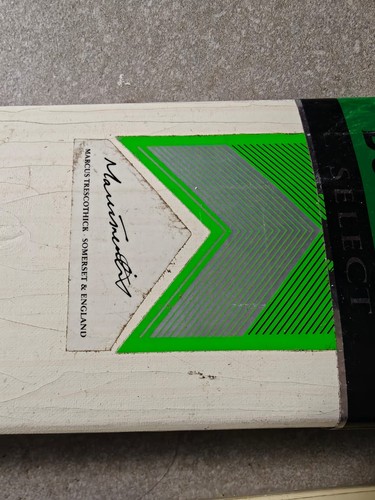 SELECT
MARCUS TRESCOTHICK - SOMERSET & ENGLAND